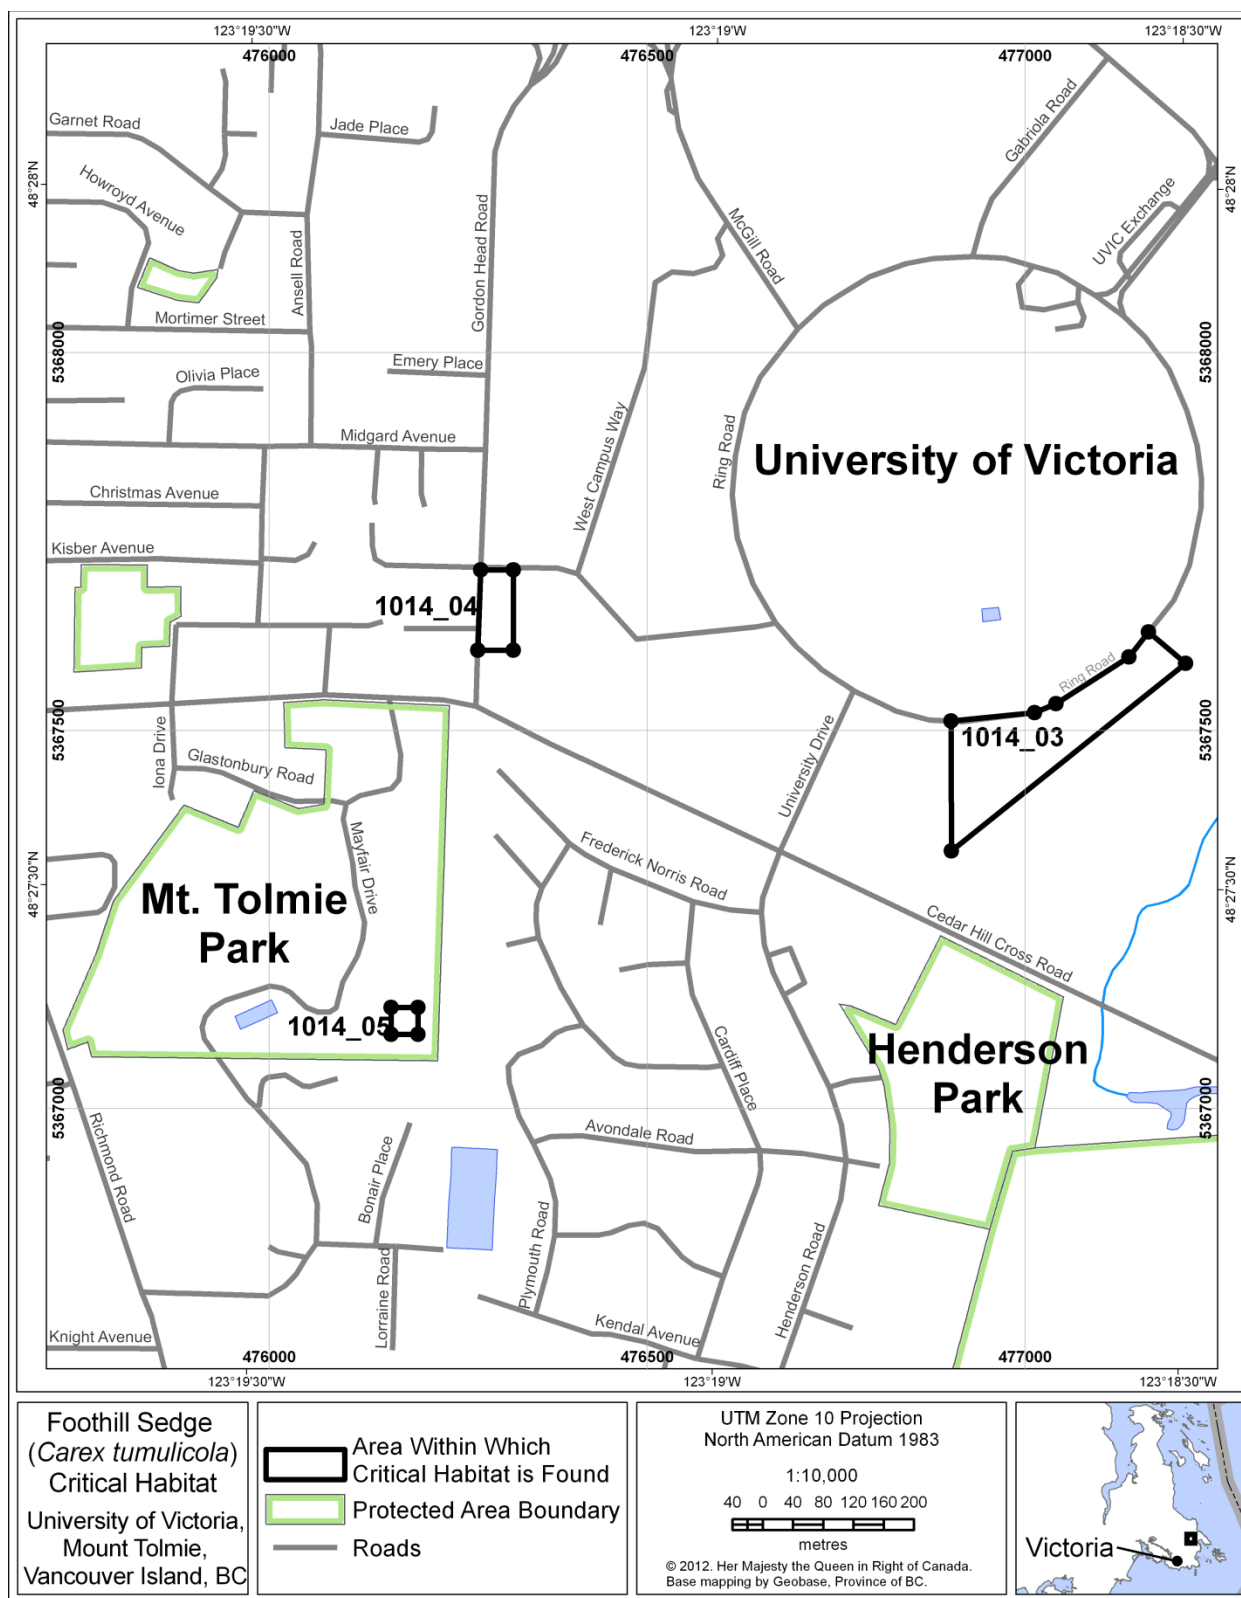 123°19'30"W
123°19'W
123°18'30"W
476000
476500
477000
Garnet Road
Jade Place
Gabriola Road
48°28'N
48°28'N
Howroyd Avenue
Ansell Road
Gordon Head Road
McGill Road
UVIC Exchange
Mortimer Street
5368000
5368000
Emery Place
Olivia Place
Midgard Avenue
West Campus Way
Ring Road
University of Victoria
Christmas Avenue
Kisber Avenue
1014_04
Ring Road
5367500
5367500
1014_03
Iona Drive
Glastonbury Road
University Drive
Mayfair Drive
Frederick Norris Road
48°27'30"N
48°27'30"N
Mt. Tolmie
Park
Cedar Hill Cross Road
1014_05
Cardiff Place
Henderson
Park
5367000
5367000
Richmond Road
Bonair Place
Avondale Road
Plymouth Road
Lorraine Road
Henderson Road
Knight Avenue
Kendal Avenue
476000
476500
477000
123°19'30"W
123°19'W
123°18'30"W
Foothill Sedge
(Carex tumulicola)
Critical Habitat
University of Victoria,
Mount Tolmie,
Vancouver Island, BC
Area Within Which
Critical Habitat is Found
Protected Area Boundary
Roads
UTM Zone 10 Projection
North American Datum 1983
1:10,000
40 0 40 80 120 160 200
metres
© 2012. Her Majesty the Queen in Right of Canada.
Base mapping by Geobase, Province of BC.
Victoria